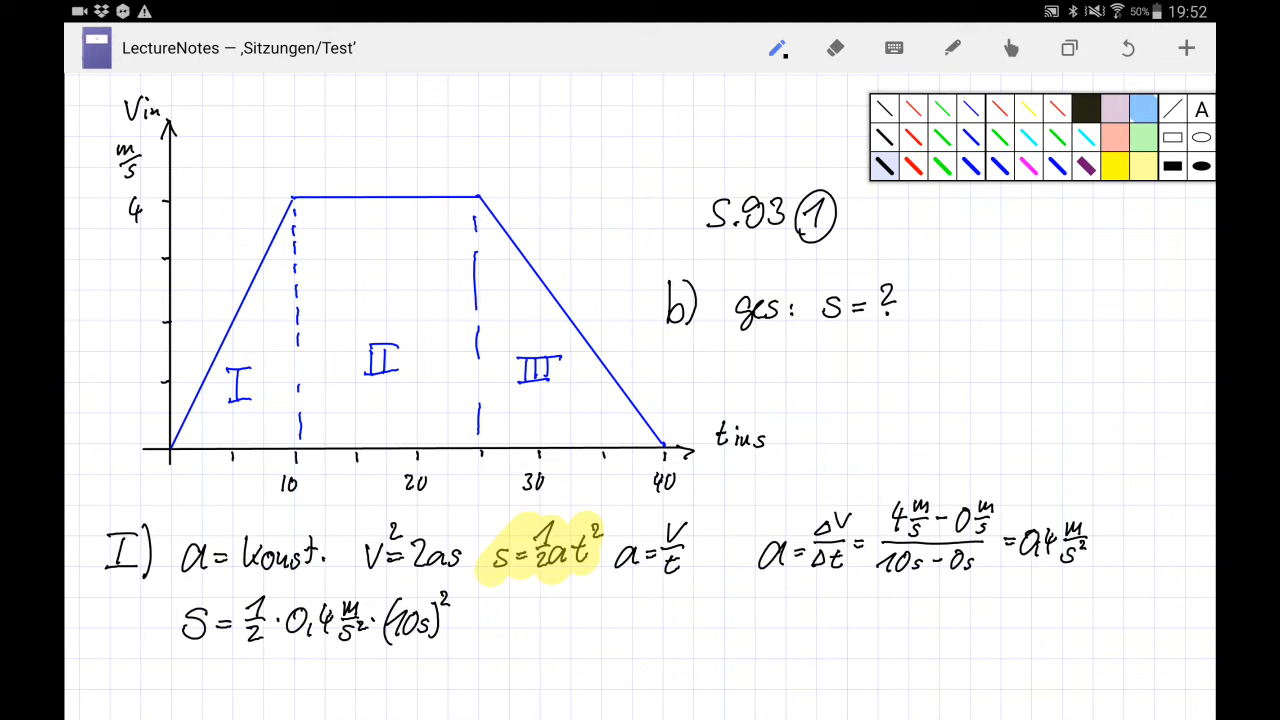 50% 19:52
LectureNotes — ‚Sitzungen/Test’
A
V in
m/s
4
S.93 ①
b) ges: s = ?
I II III
t in s
10 20 30 40
I) a = konst. v² = 2as s = 1/2 a t² a = v/t a = Δv/Δt = (4 m/s − 0 m/s)/(10s − 0s) = 0,4 m/s²
S = 1/2 · 0,4 m/s² · (10s)²